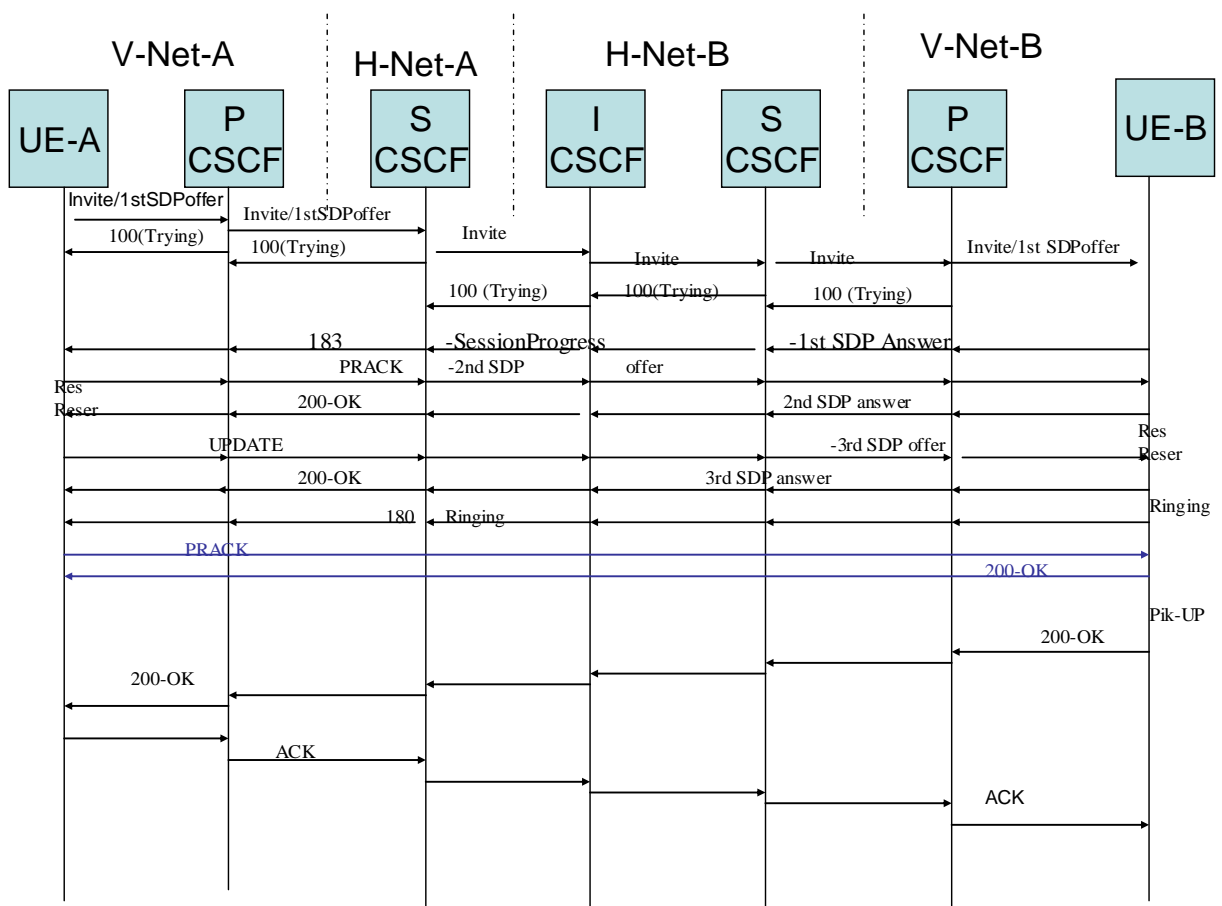 V-Net-A
H-Net-A
H-Net-B
V-Net-B
UE-A
P
CSCF
S
CSCF
I
CSCF
S
CSCF
P
CSCF
UE-B
Invite/1stSDPoffer
Invite/1stSDPoffer
100(Trying)
100(Trying)
Invite
Invite
Invite
Invite/1st SDPoffer
100 (Trying)
100(Trying)
100 (Trying)
183 -SessionProgress -1st SDP Answer
PRACK -2nd SDP offer
Res
Reser
200-OK 2nd SDP answer
Res
Reser
UPDATE -3rd SDP offer
200-OK 3rd SDP answer
Ringing
180 Ringing
PRACK
200-OK
Pik-UP
200-OK
200-OK
ACK
ACK